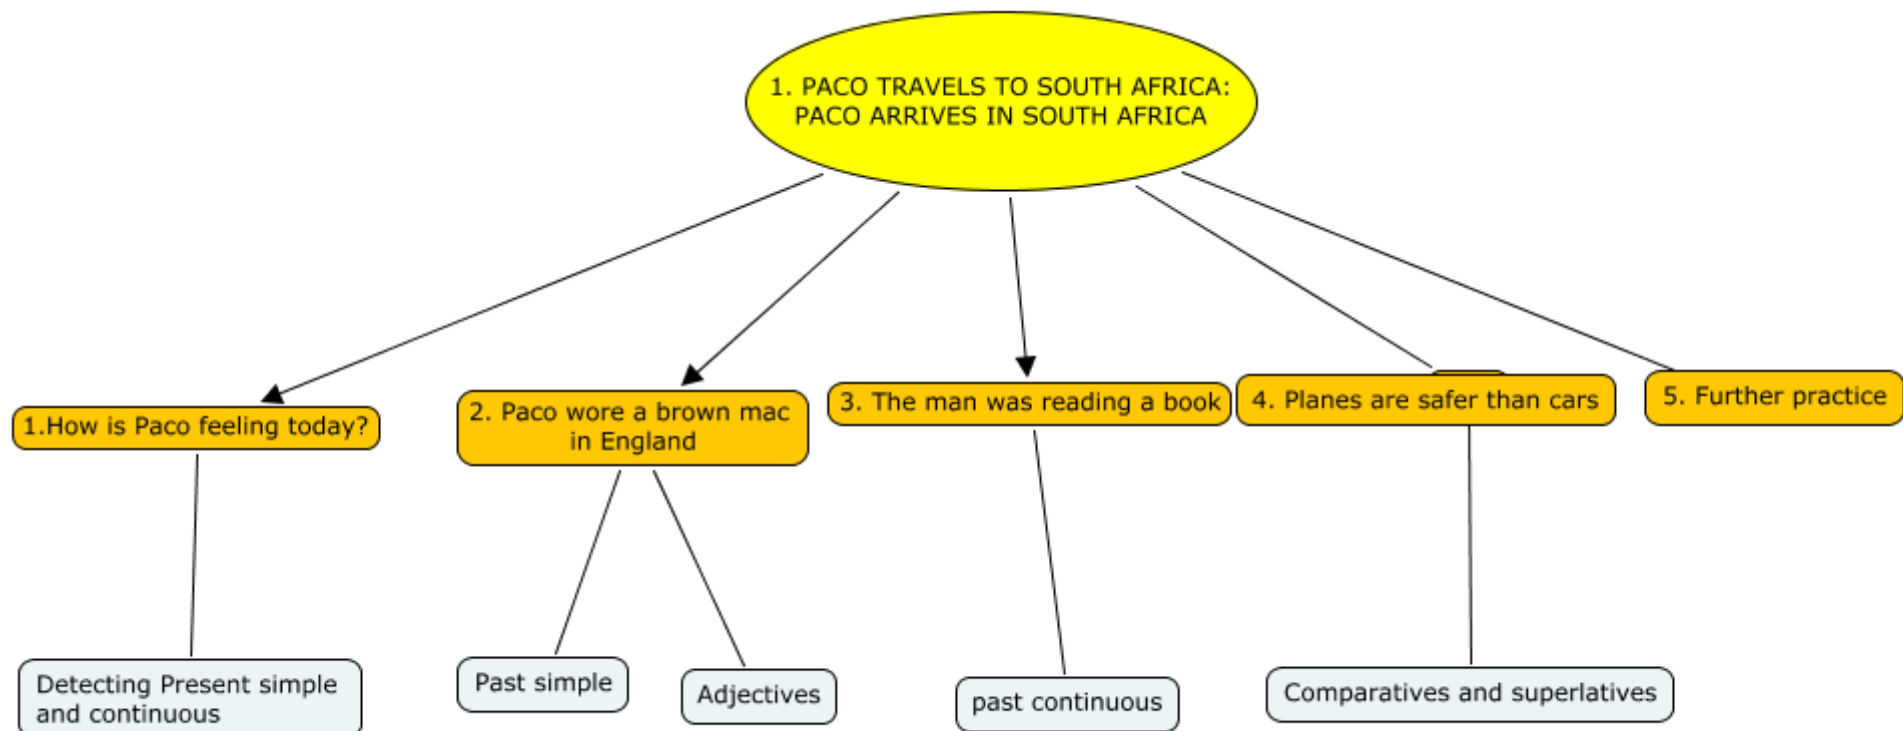 1. PACO TRAVELS TO SOUTH AFRICA:
PACO ARRIVES IN SOUTH AFRICA
1.How is Paco feeling today?
2. Paco wore a brown mac
in England
3. The man was reading a book
4. Planes are safer than cars
5. Further practice
Detecting Present simple
and continuous
Past simple
Adjectives
past continuous
Comparatives and superlatives